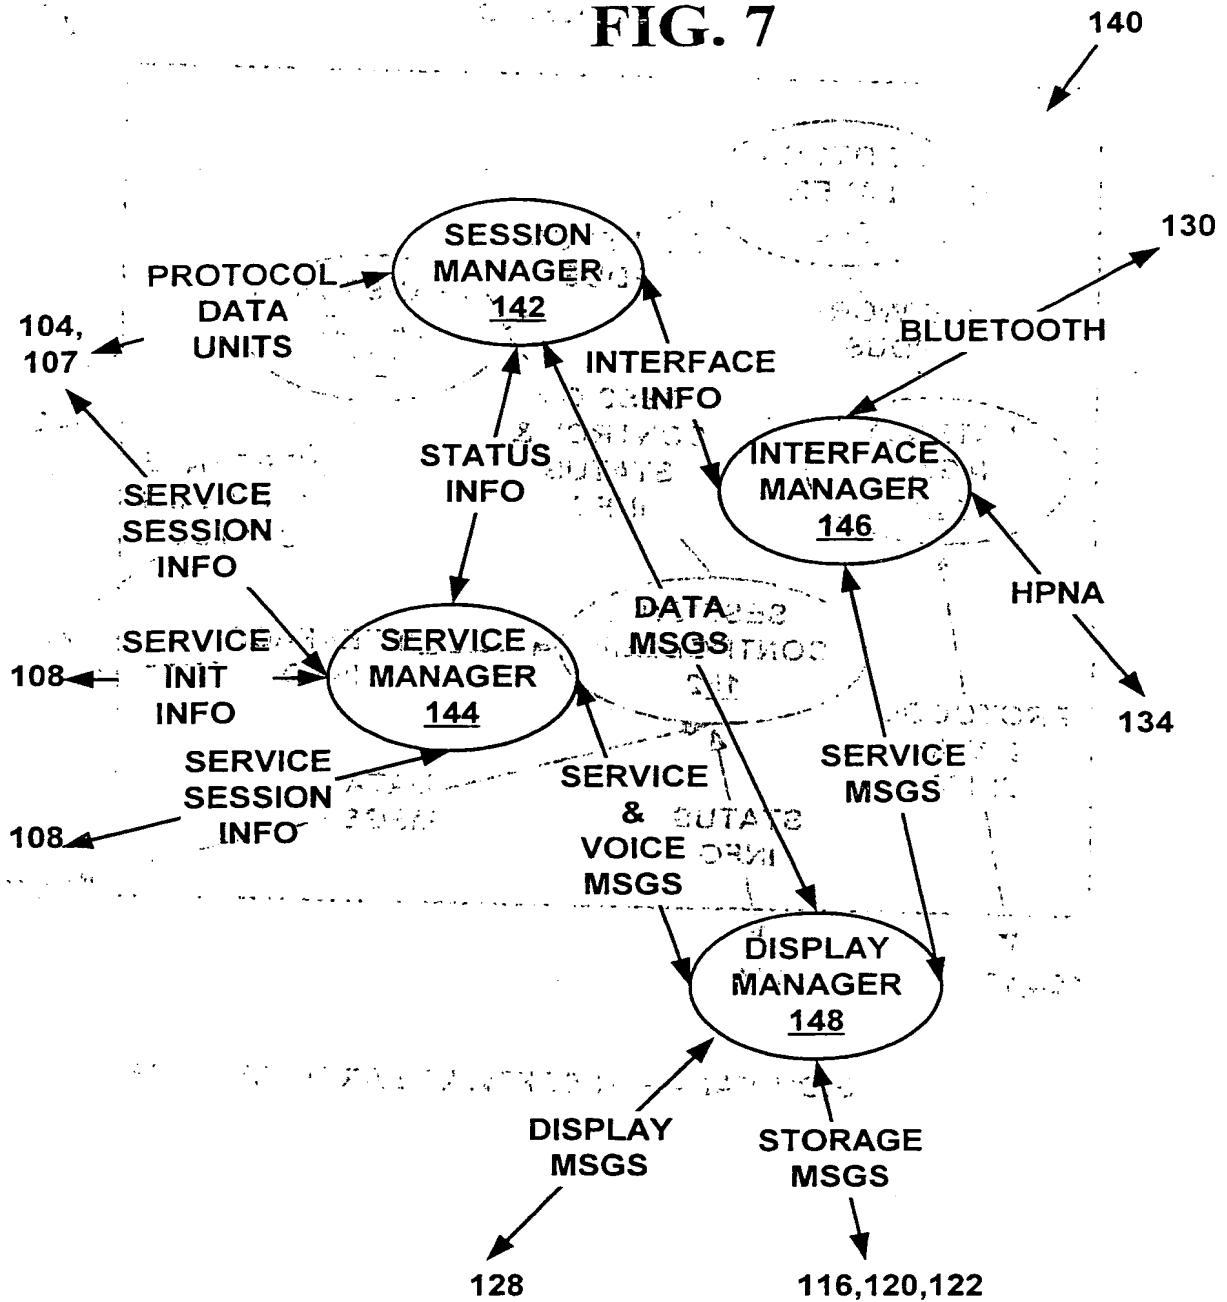 FIG. 7
140
SESSION
MANAGER
142
130
PROTOCOL
DATA
UNITS
104,
107
BLUETOOTH
INTERFACE
INFO
STATUS
INFO
INTERFACE
MANAGER
146
SERVICE
SESSION
INFO
HPNA
DATA
MSGS
SERVICE
INIT
INFO
108
SERVICE
MANAGER
144
134
SERVICE
MSGS
SERVICE
SESSION
INFO
108
SERVICE
&
VOICE
MSGS
DISPLAY
MANAGER
148
DISPLAY
MSGS
STORAGE
MSGS
128
116,120,122